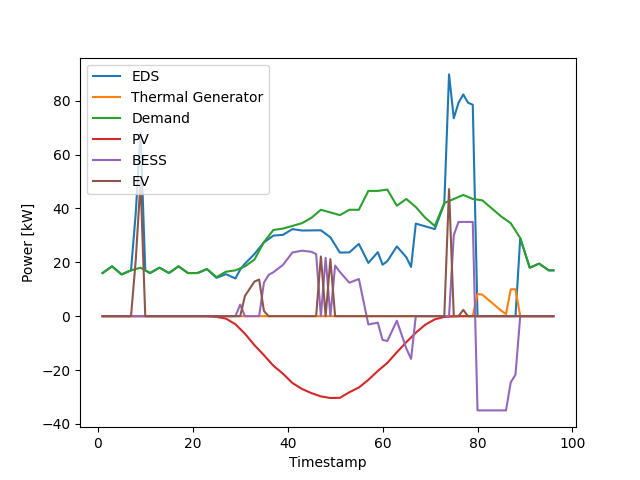 EDS
Thermal Generator
Demand
PV
BESS
EV
Power [kW]
80
60
40
20
0
−20
−40
0 20 40 60 80 100
Timestamp